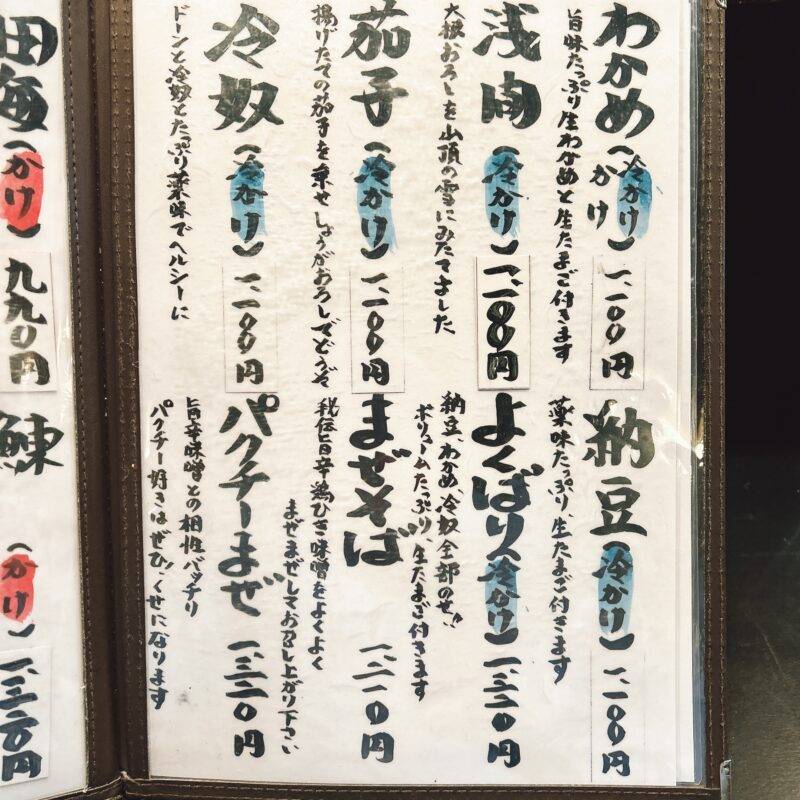 わかめ(冷かけ かけ) 一、一〇〇円
旨味たっぷり生わかめと生たまご付きます
浅間(冷かけ) 一、一〇〇円
大根おろしを山頂の雪にみたてました
茄子(冷かけ) 一、一〇〇円
揚げたての茄子を乗せしょうがおろしでどうぞ
冷奴(冷かけ) 一、一〇〇円
ドーンと冷奴とたっぷり薬味でヘルシーに
納豆(冷かけ) 一、一〇〇円
薬味たっぷり、生たまご付きます
よくばり(冷かけ) 一、三二〇円
納豆わかめ冷奴全部のせ!!
ボリュームたっぷり、生たまご付きます
まぜそば 一、二一〇円
秘伝旨辛鶏ひき味噌をよくよく
まぜまぜしてお召し上がり下さい
パクチーまぜ 一、三二〇円
旨辛味噌との相性バッチリ
パクチー好きはぜひ!くせになります
(かけ) 九九〇円
鰊(かけ) 一、三二〇円